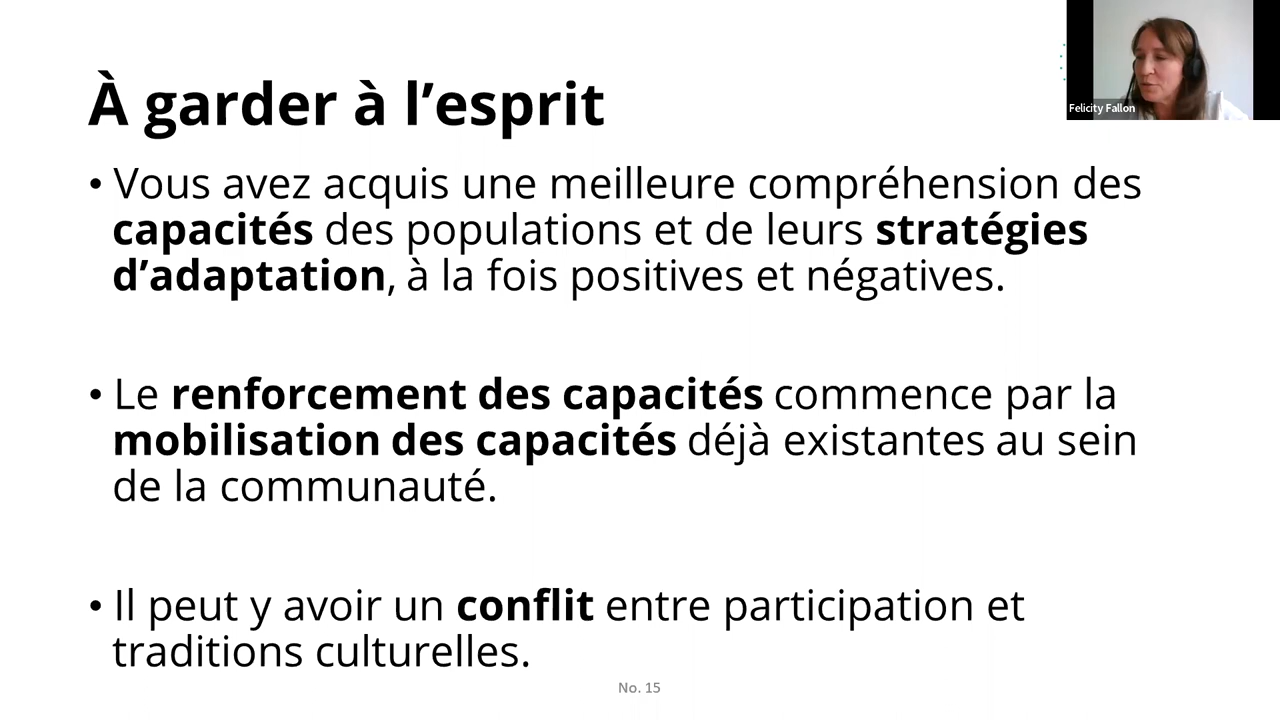 À garder à l’esprit
Felicity Fallon
• Vous avez acquis une meilleure compréhension des
capacités des populations et de leurs stratégies
d’adaptation, à la fois positives et négatives.
• Le renforcement des capacités commence par la
mobilisation des capacités déjà existantes au sein
de la communauté.
• Il peut y avoir un conflit entre participation et
traditions culturelles.
No. 15